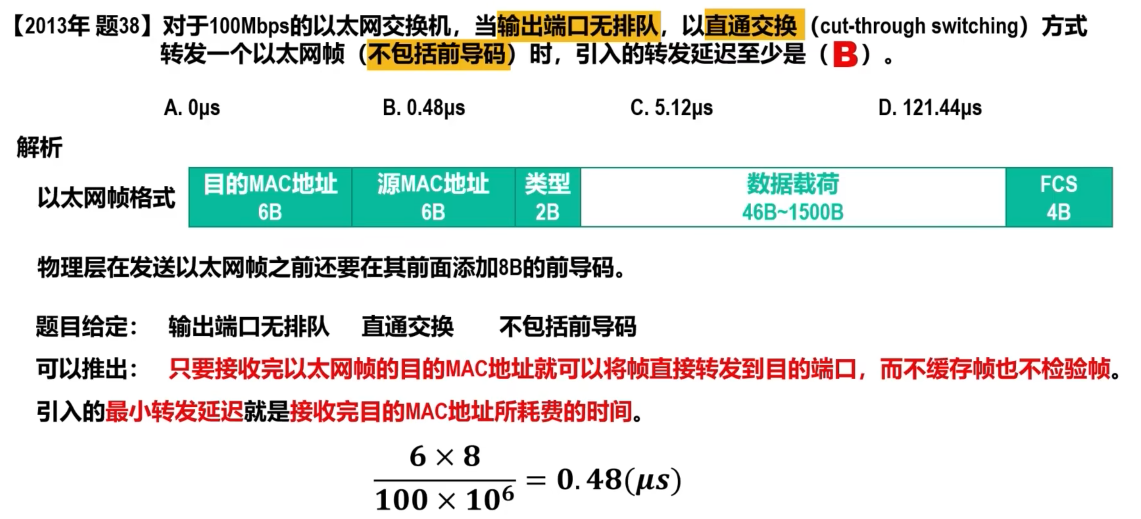 【2013年 题38】对于100Mbps的以太网交换机，当输出端口无排队，以直通交换（cut-through switching）方式
转发一个以太网帧（不包括前导码）时，引入的转发延迟至少是（B）。
A. 0μs B. 0.48μs C. 5.12μs D. 121.44μs
解析
以太网帧格式
目的MAC地址 源MAC地址 类型 数据载荷 FCS
6B 6B 2B 46B~1500B 4B
物理层在发送以太网帧之前还要在其前面添加8B的前导码。
题目给定： 输出端口无排队 直通交换 不包括前导码
可以推出： 只要接收完以太网帧的目的MAC地址就可以将帧直接转发到目的端口，而不缓存帧也不检验帧。
引入的最小转发延迟就是接收完目的MAC地址所耗费的时间。
6 × 8
100 × 10⁶ = 0.48(μs)